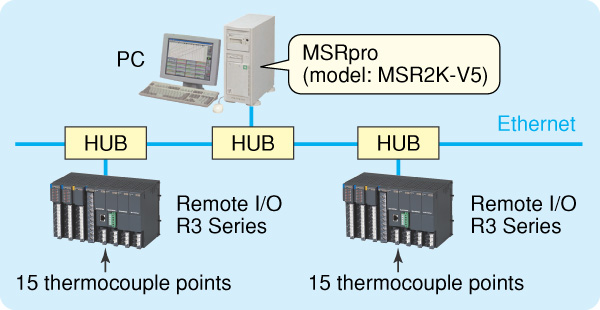 PC
MSRpro
(model: MSR2K-V5)
Ethernet
HUB
HUB
HUB
Remote I/O
R3 Series
Remote I/O
R3 Series
15 thermocouple points
15 thermocouple points